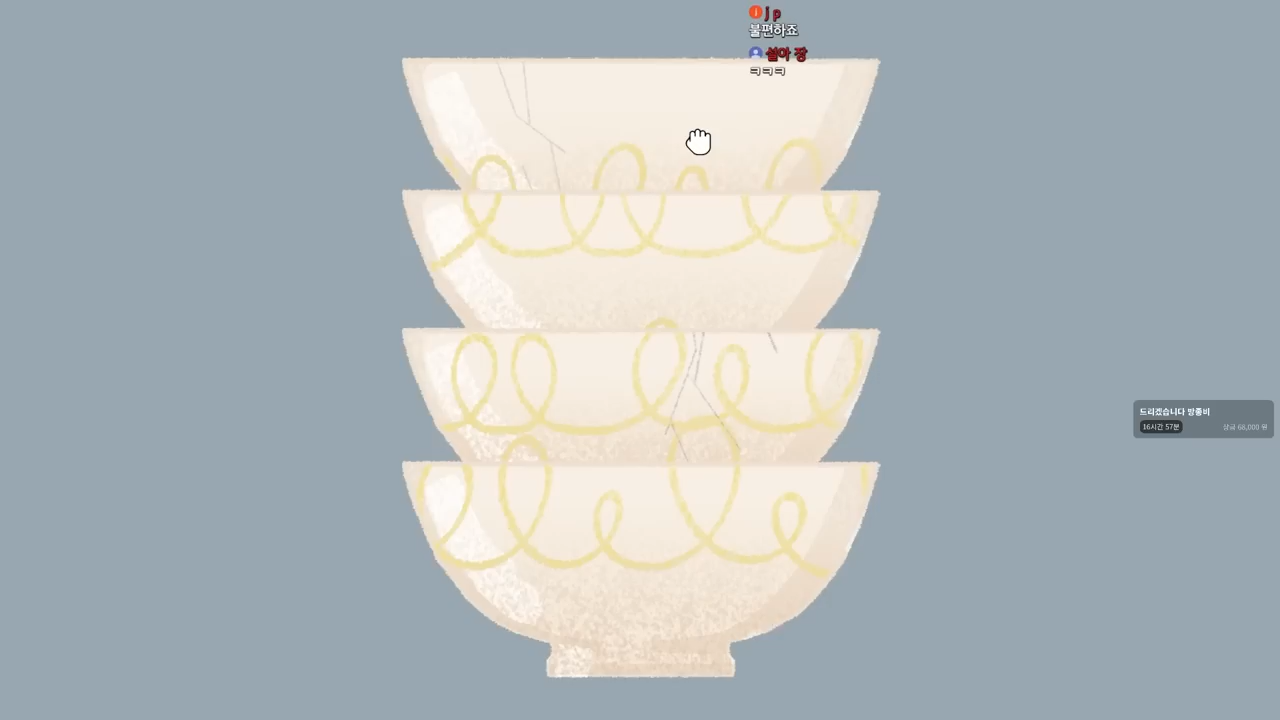 j p
불편하죠
설아 장
ㅋㅋㅋ
드리겠습니다 방종비
16시간 57분
상금 68,000 원